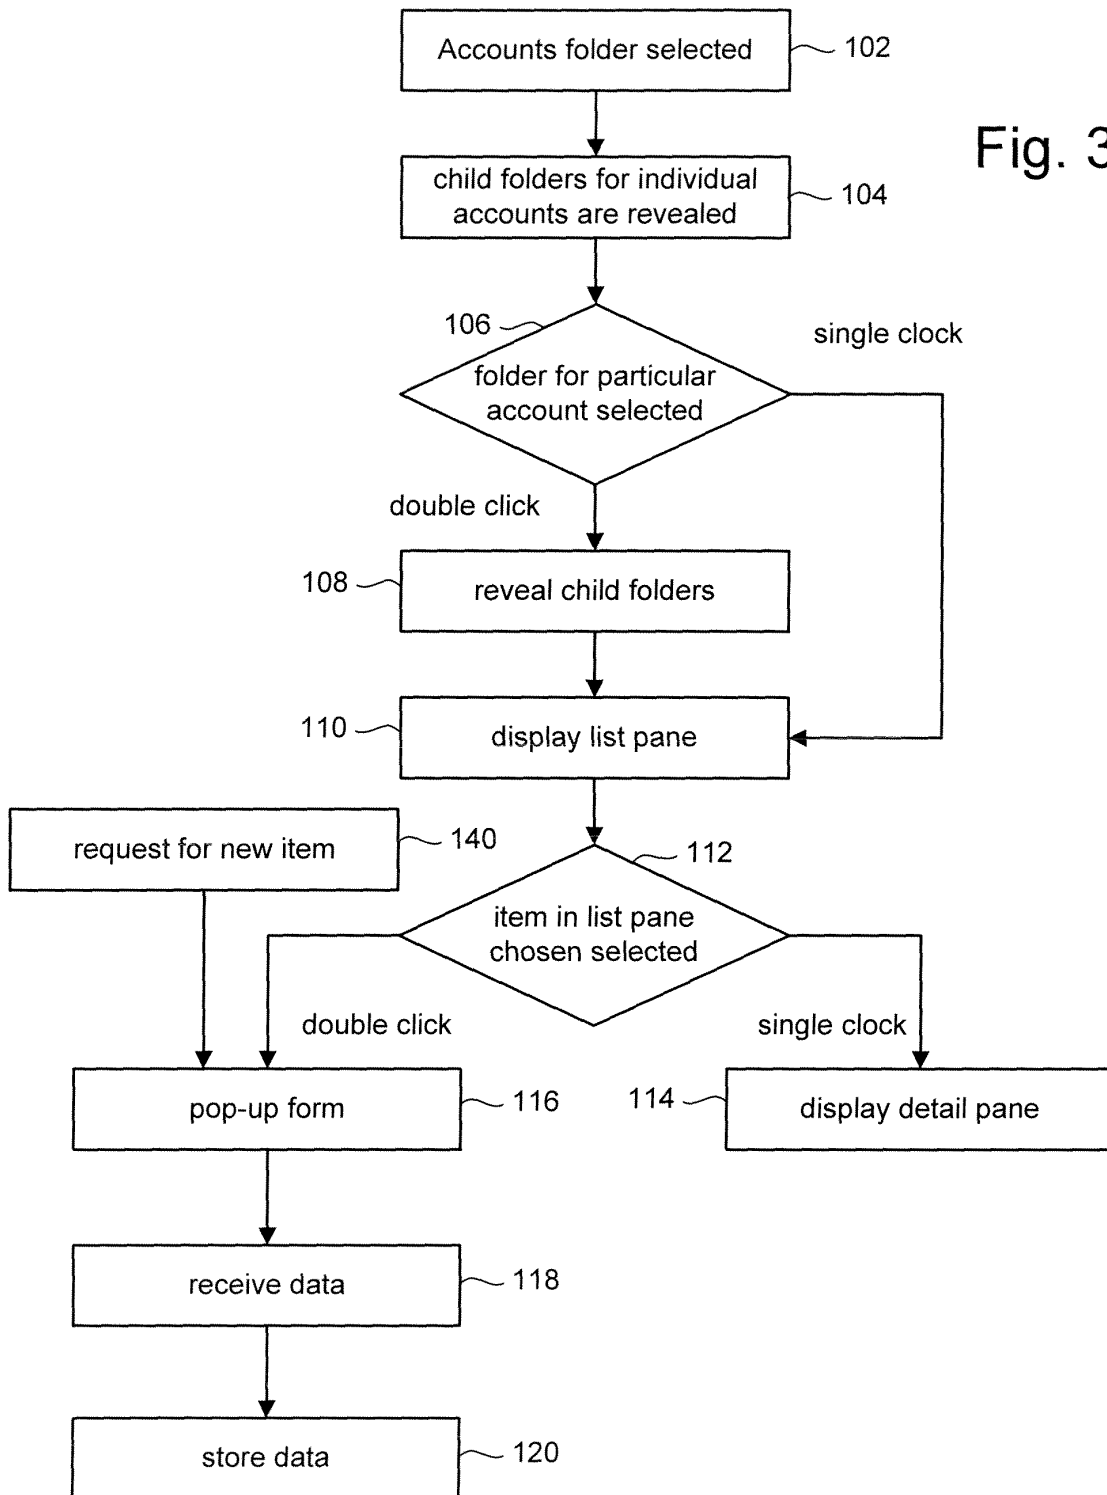 Accounts folder selected
102
Fig. 3
child folders for individual
accounts are revealed
104
106
single clock
folder for particular
account selected
double click
108
reveal child folders
110
display list pane
request for new item
140
112
item in list pane
chosen selected
double click
single clock
pop-up form
116
114
display detail pane
receive data
118
store data
120